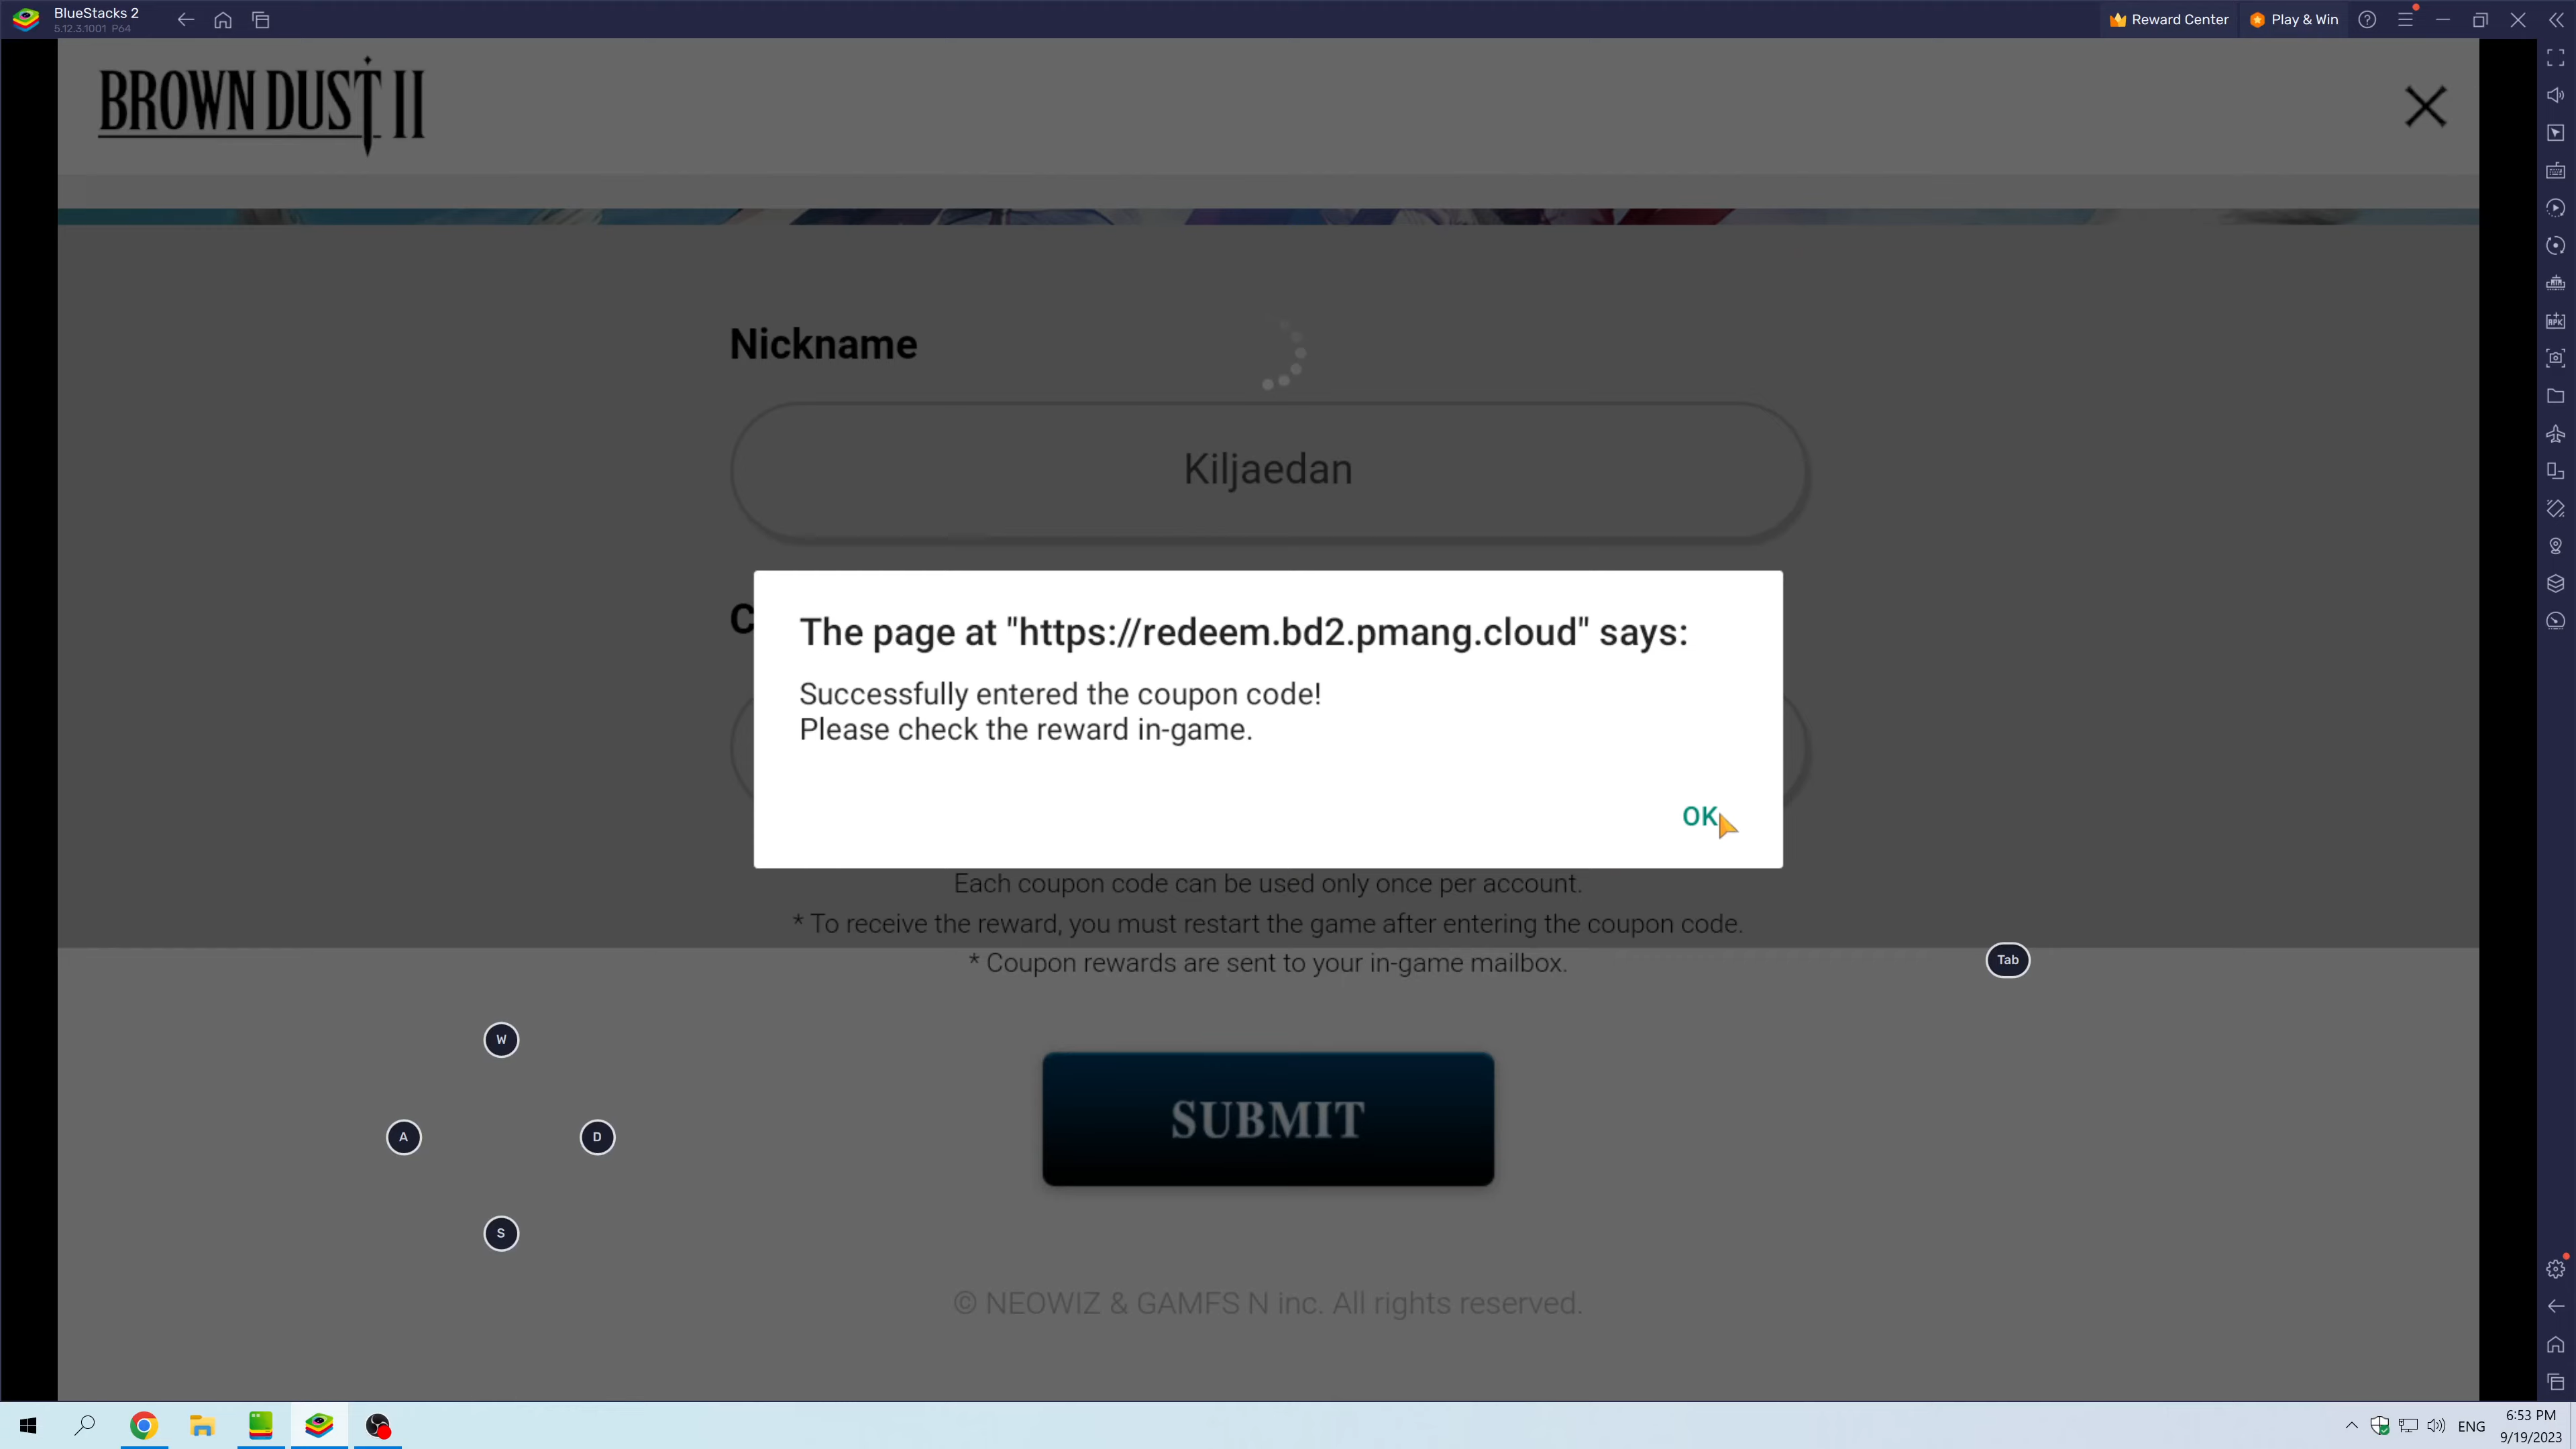 BlueStacks 2
5.12.3.1001 P64
Reward Center
Play & Win
BROWN DUST II
Nickname
Kiljaedan
C
The page at "https://redeem.bd2.pmang.cloud" says:
Successfully entered the coupon code!
Please check the reward in-game.
OK
Each coupon code can be used only once per account.
* To receive the reward, you must restart the game after entering the coupon code.
* Coupon rewards are sent to your in-game mailbox.
Tab
W
A
D
S
SUBMIT
© NEOWIZ & GAMFS N inc. All rights reserved.
ENG
6:53 PM
9/19/2023